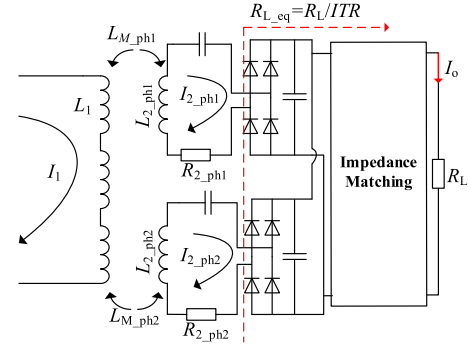 R_L_eq=R_L/ITR
L_M_ph1
L_1
L_2_ph1
I_2_ph1
I_o
R_2_ph1
I_1
Impedance
Matching
R_L
L_2_ph2
I_2_ph2
L_M_ph2
R_2_ph2